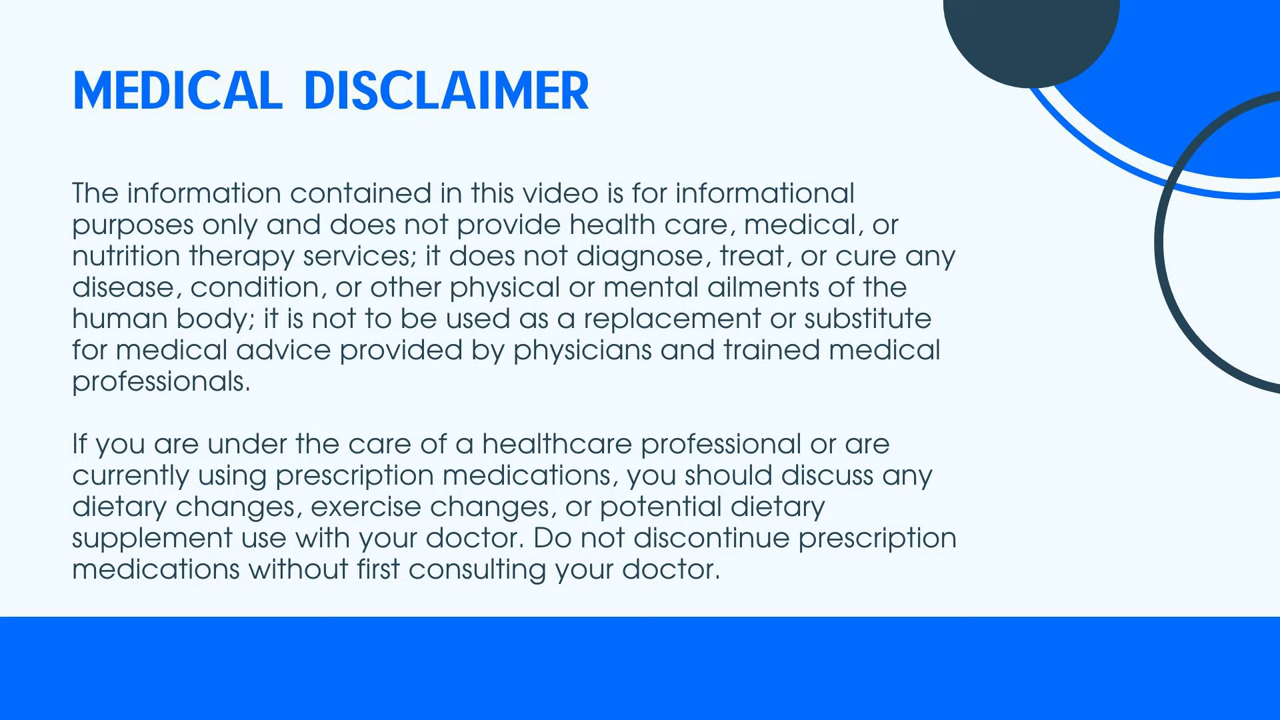 MEDICAL DISCLAIMER
The information contained in this video is for informational
purposes only and does not provide health care, medical, or
nutrition therapy services; it does not diagnose, treat, or cure any
disease, condition, or other physical or mental ailments of the
human body; it is not to be used as a replacement or substitute
for medical advice provided by physicians and trained medical
professionals.
If you are under the care of a healthcare professional or are
currently using prescription medications, you should discuss any
dietary changes, exercise changes, or potential dietary
supplement use with your doctor. Do not discontinue prescription
medications without first consulting your doctor.